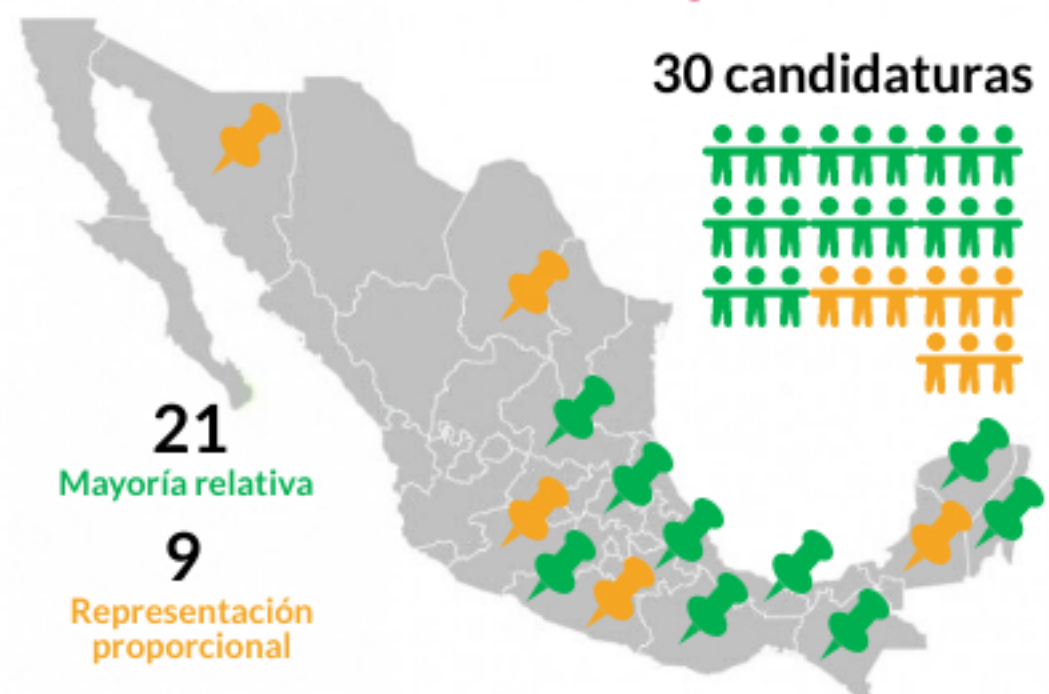 30 candidaturas
21
Mayoría relativa
9
Representación
proporcional